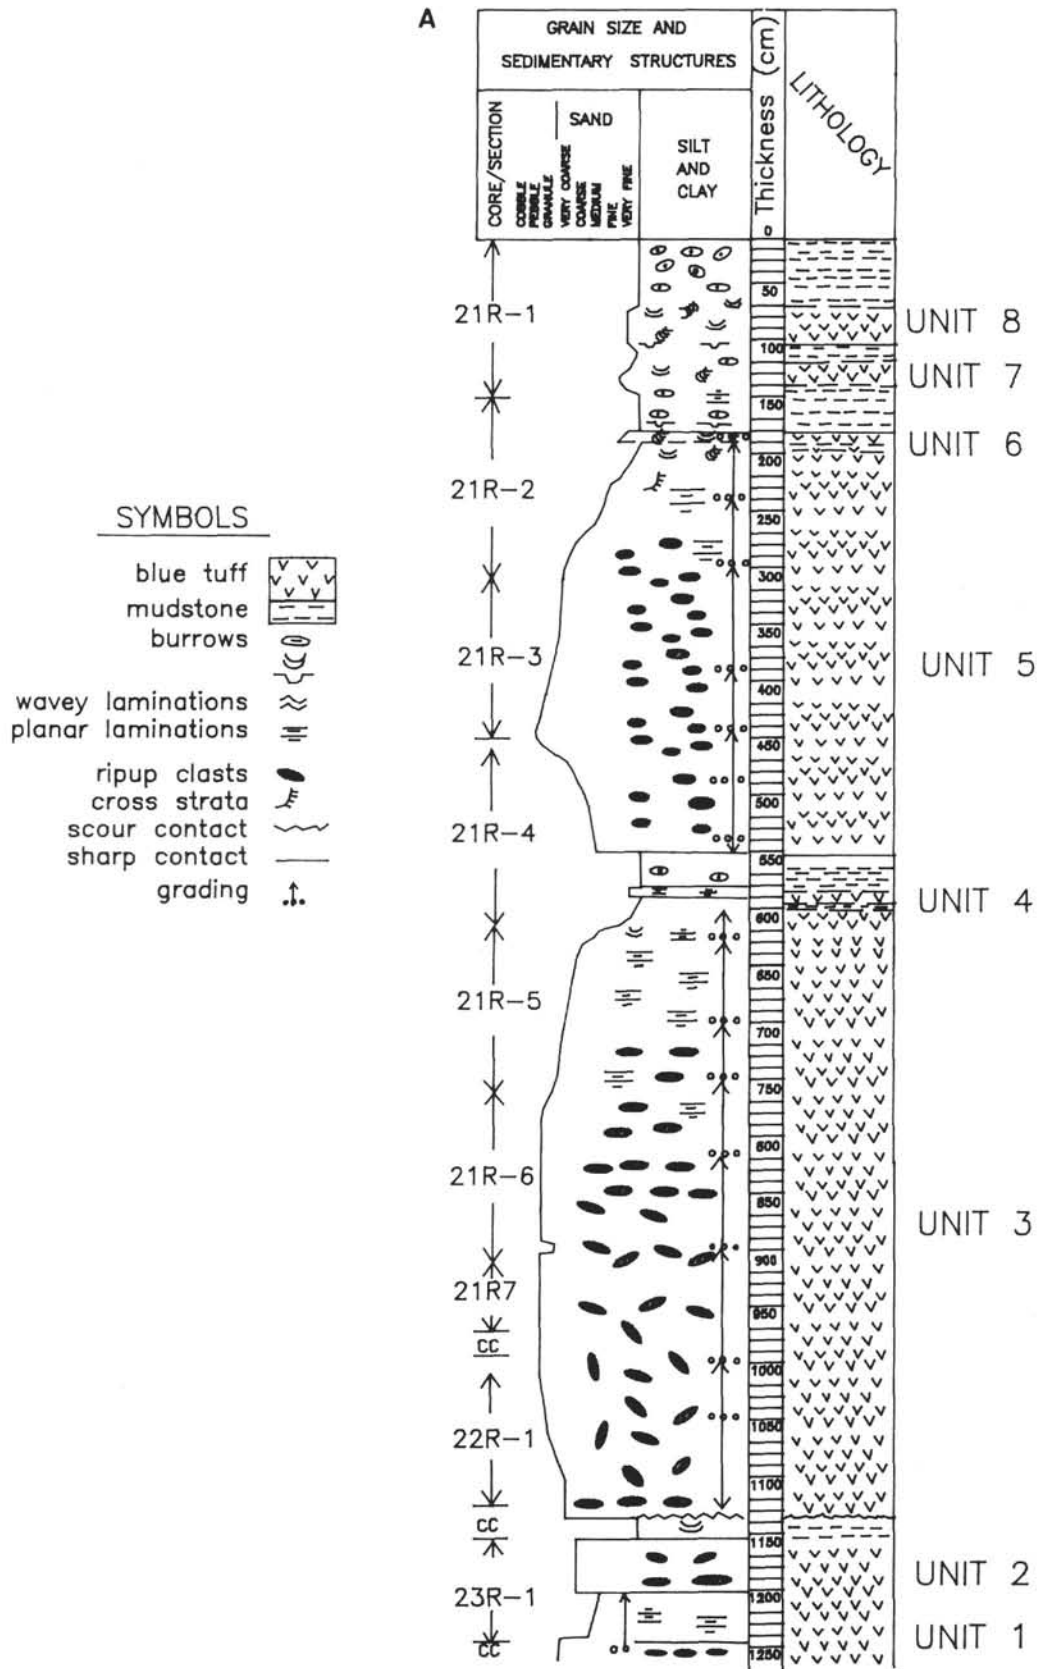 A
GRAIN SIZE AND
SEDIMENTARY STRUCTURES
CORE/SECTION
COBBLE
PEBBLE
GRANULE
SAND
VERY COARSE
COARSE
MEDIUM
FINE
VERY FINE
SILT
AND
CLAY
Thickness (cm)
LITHOLOGY
0
50
100
150
200
250
300
350
400
450
500
550
600
650
700
750
800
850
900
950
1000
1050
1100
1150
1200
1250
21R-1
21R-2
21R-3
21R-4
21R-5
21R-6
21R7
CC
22R-1
CC
23R-1
CC
UNIT 8
UNIT 7
UNIT 6
UNIT 5
UNIT 4
UNIT 3
UNIT 2
UNIT 1
SYMBOLS
blue tuff
mudstone
burrows
wavey laminations
planar laminations
ripup clasts
cross strata
scour contact
sharp contact
grading